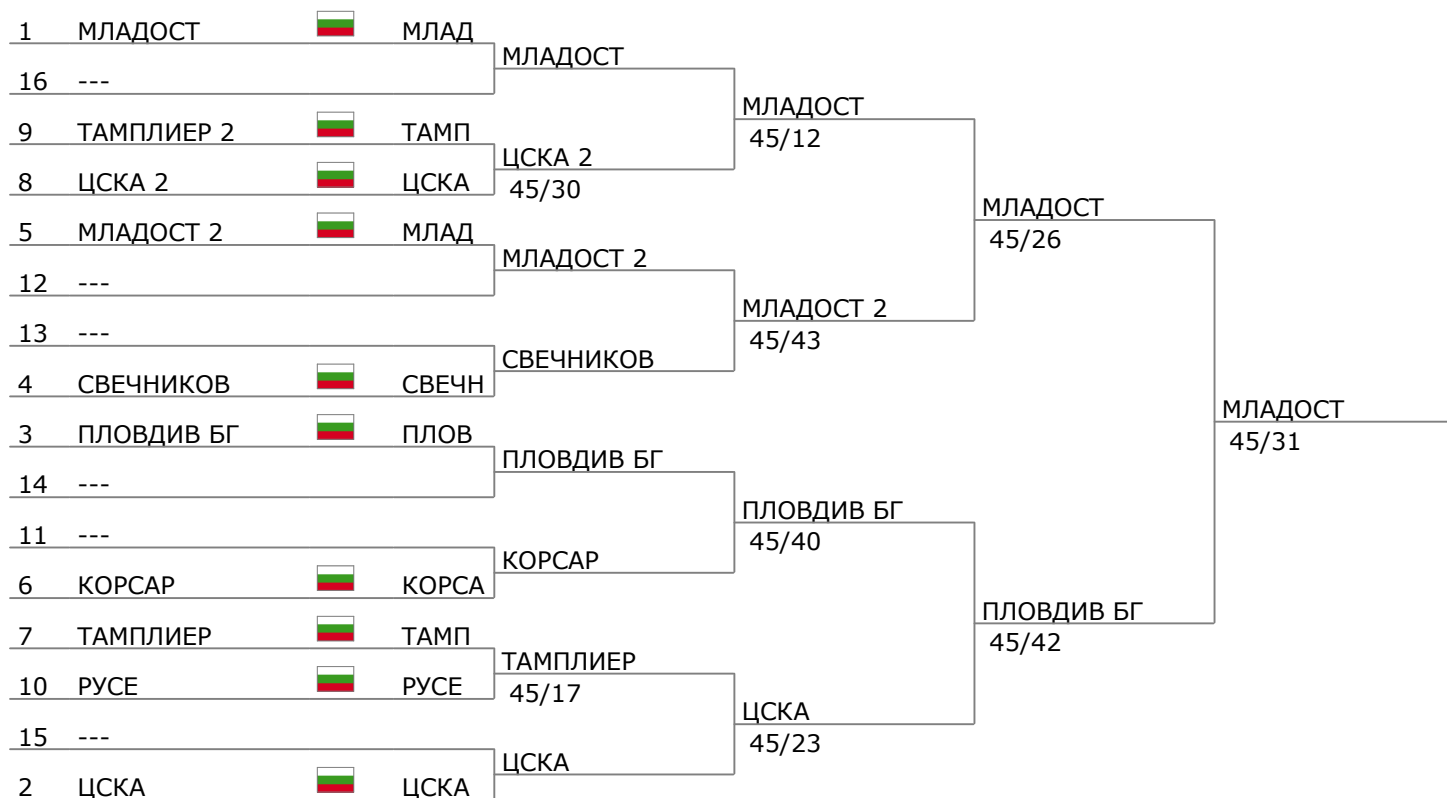 1 МЛАДОСТ МЛАД
16 ---
9 ТАМПЛИЕР 2 ТАМП
8 ЦСКА 2 ЦСКА
5 МЛАДОСТ 2 МЛАД
12 ---
13 ---
4 СВЕЧНИКОВ СВЕЧН
3 ПЛОВДИВ БГ ПЛОВ
14 ---
11 ---
6 КОРСАР КОРСА
7 ТАМПЛИЕР ТАМП
10 РУСЕ РУСЕ
15 ---
2 ЦСКА ЦСКА
МЛАДОСТ
ЦСКА 2
45/30
МЛАДОСТ 2
СВЕЧНИКОВ
ПЛОВДИВ БГ
КОРСАР
ТАМПЛИЕР
45/17
ЦСКА
МЛАДОСТ
45/12
МЛАДОСТ 2
45/43
ПЛОВДИВ БГ
45/40
ЦСКА
45/23
МЛАДОСТ
45/26
ПЛОВДИВ БГ
45/42
МЛАДОСТ
45/31